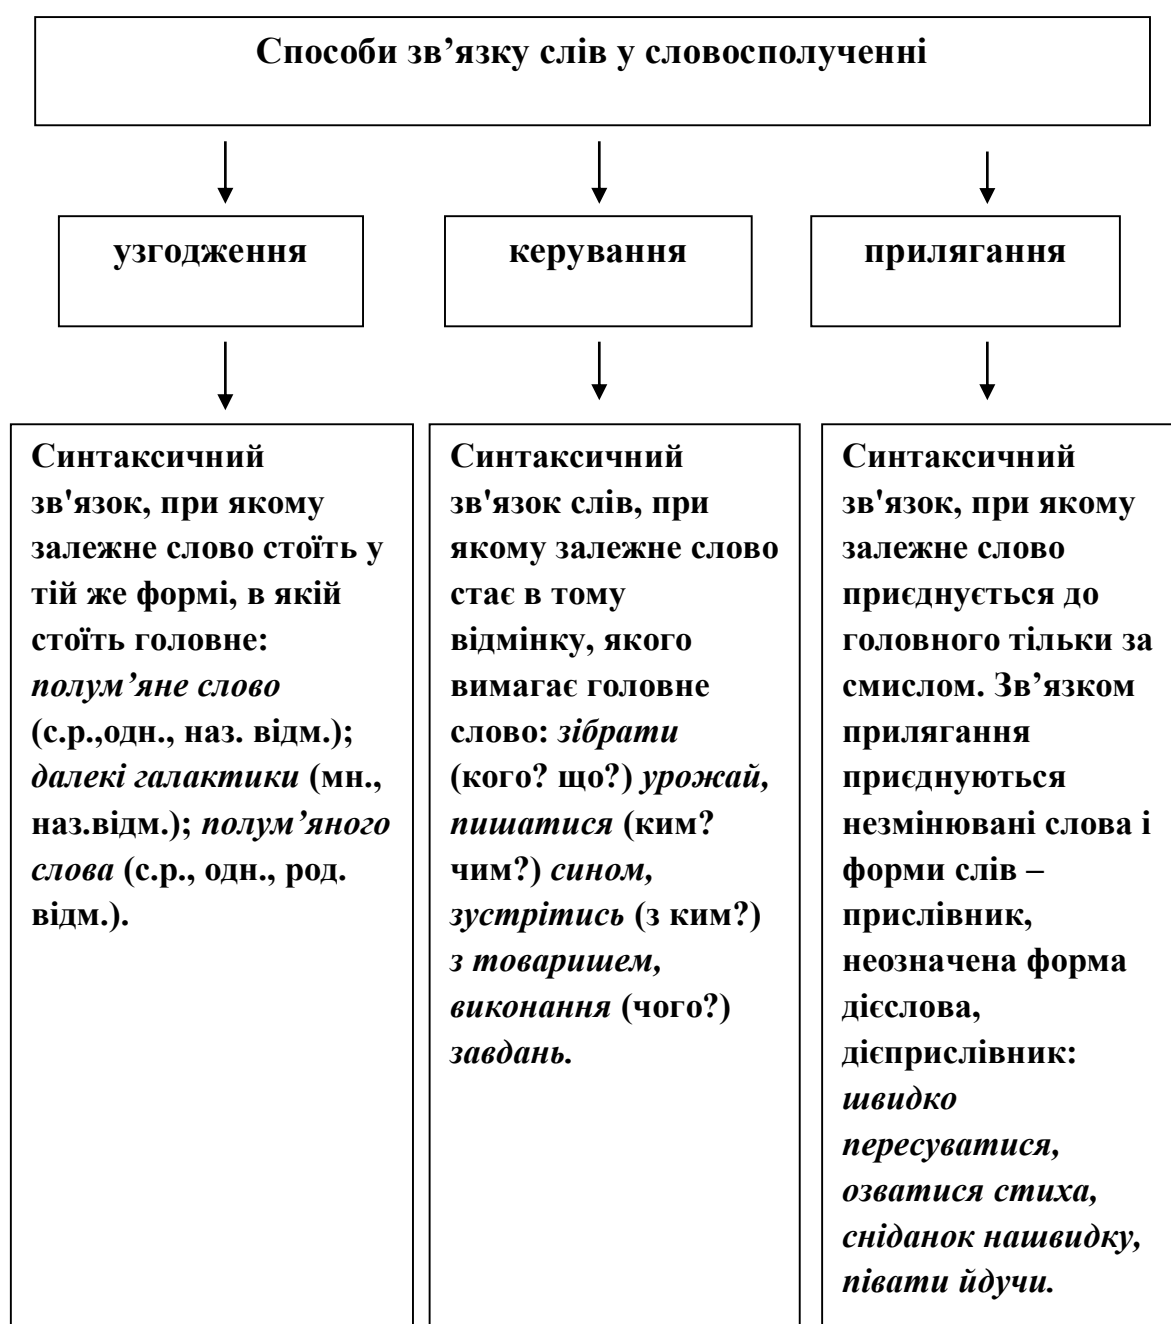 Способи зв’язку слів у словосполученні
узгодження
керування
прилягання
Синтаксичний
зв'язок, при якому
залежне слово стоїть у
тій же формі, в якій
стоїть головне:
полум’яне слово
(с.р.,одн., наз. відм.);
далекі галактики (мн.,
наз.відм.); полум’яного
слова (с.р., одн., род.
відм.).
Синтаксичний
зв'язок слів, при
якому залежне слово
стає в тому
відмінку, якого
вимагає головне
слово: зібрати
(кого? що?) урожай,
пишатися (ким?
чим?) сином,
зустрітись (з ким?)
з товаришем,
виконання (чого?)
завдань.
Синтаксичний
зв'язок, при якому
залежне слово
приєднується до
головного тільки за
смислом. Зв’язком
прилягання
приєднуються
незмінювані слова і
форми слів –
прислівник,
неозначена форма
дієслова,
дієприслівник:
швидко
пересуватися,
озватися стиха,
сніданок нашвидку,
півати йдучи.